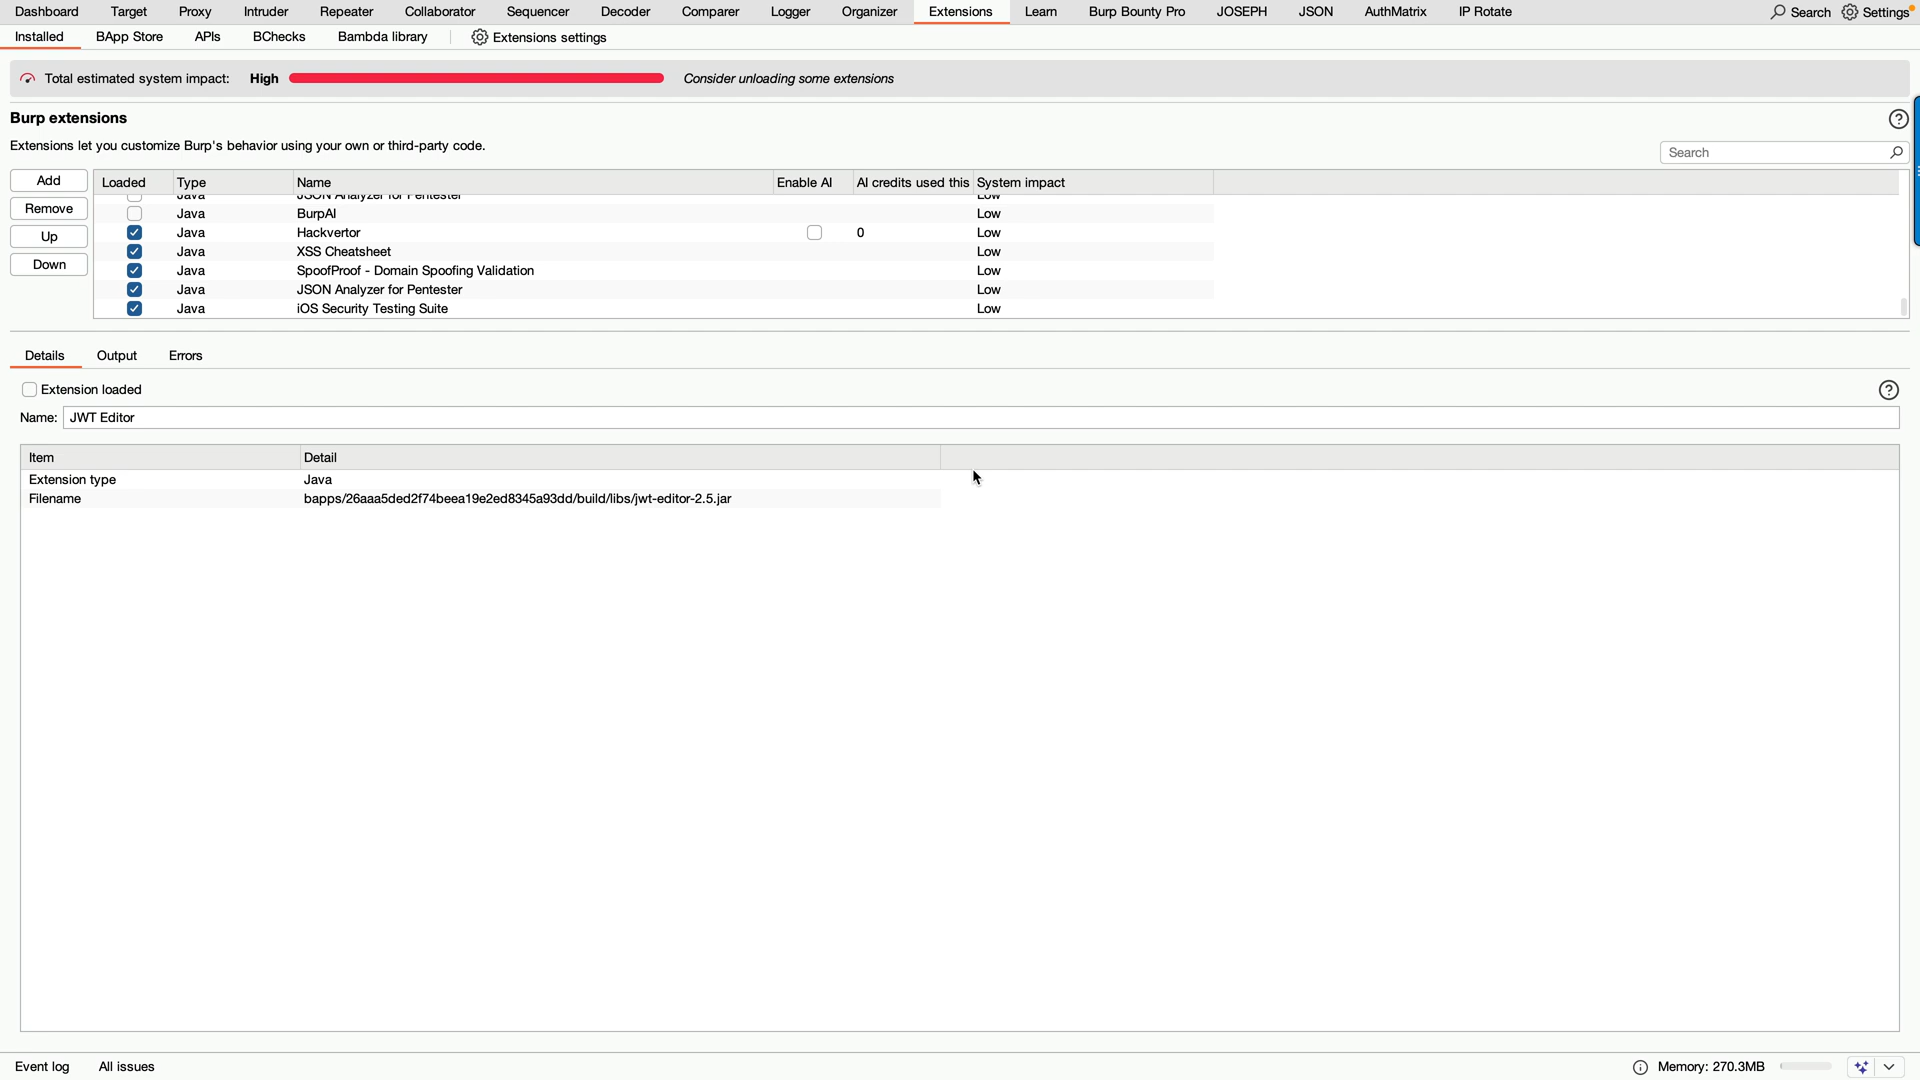 Dashboard Target Proxy Intruder Repeater Collaborator Sequencer Decoder Comparer Logger Organizer Extensions Learn Burp Bounty Pro JOSEPH JSON AuthMatrix IP Rotate Search Settings
Installed BApp Store APIs BChecks Bambda library Extensions settings
Total estimated system impact: High Consider unloading some extensions
Burp extensions
Extensions let you customize Burp's behavior using your own or third-party code.
Search
Add Loaded Type Name Enable AI AI credits used this System impact
Java JSON Analyzer for Pentester Low
Remove
Java BurpAI Low
Java Hackvertor 0 Low
Up
Java XSS Cheatsheet Low
Down
Java SpoofProof - Domain Spoofing Validation Low
Java JSON Analyzer for Pentester Low
Java iOS Security Testing Suite Low
Details Output Errors
Extension loaded
Name: JWT Editor
Item Detail
Extension type Java
Filename bapps/26aaa5ded2f74beea19e2ed8345a93dd/build/libs/jwt-editor-2.5.jar
Event log All issues Memory: 270.3MB